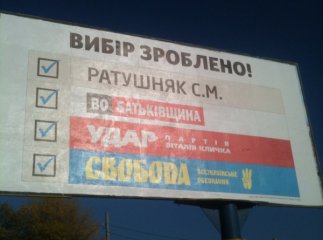 ВИБІР ЗРОБЛЕНО!
РАТУШНЯК С.М.
ВО БАТЬКІВЩИНА
УДАР ПАРТІЯ
ВІТАЛІЯ КЛИЧКА
СВОБОДА ВСЕУКРАЇНСЬКЕ
ОБ'ЄДНАННЯ